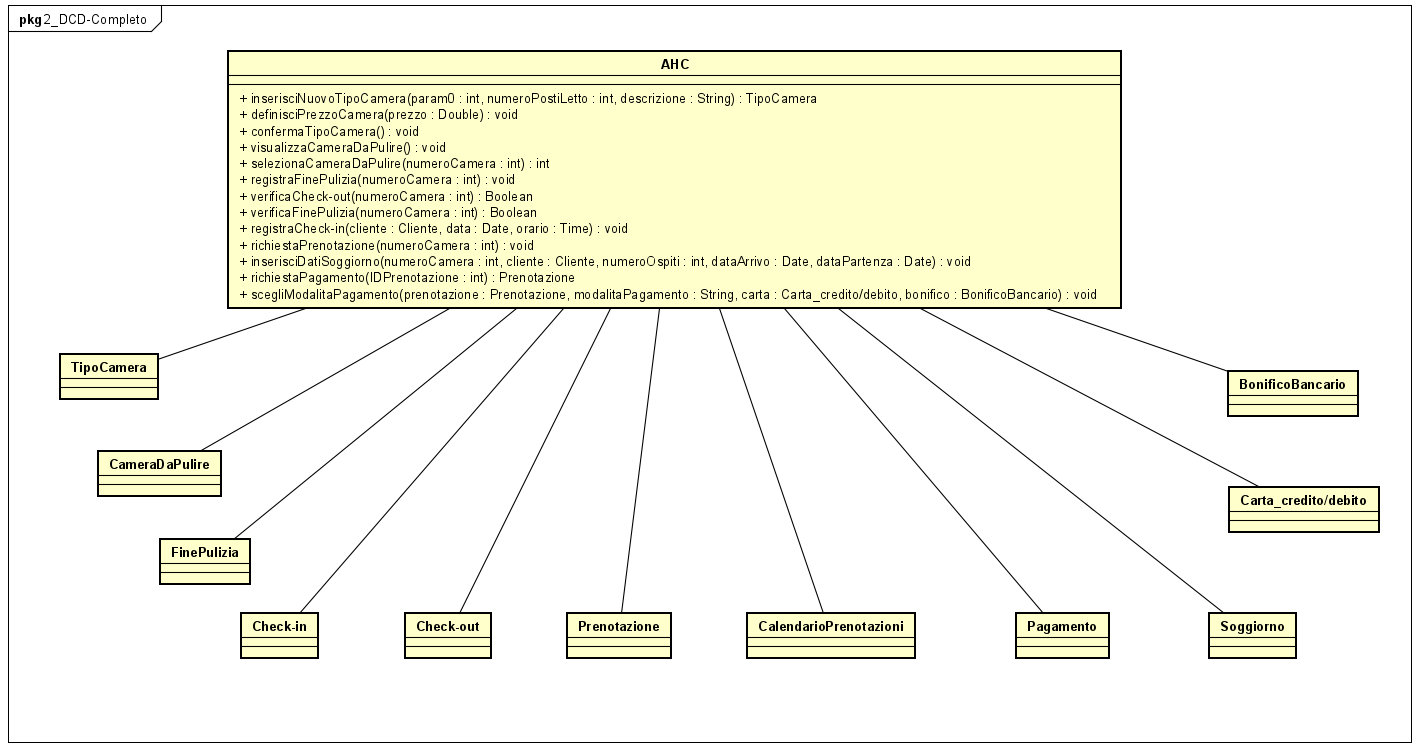 pkg 2_DCD-Completo
AHC
+ inserisciNuovoTipoCamera(param0 : int, numeroPostiLetto : int, descrizione : String) : TipoCamera
+ definisciPrezzoCamera(prezzo : Double) : void
+ confermaTipoCamera() : void
+ visualizzaCameraDaPulire() : void
+ selezionaCameraDaPulire(numeroCamera : int) : int
+ registraFinePulizia(numeroCamera : int) : void
+ verificaCheck-out(numeroCamera : int) : Boolean
+ verificaFinePulizia(numeroCamera : int) : Boolean
+ registraCheck-in(cliente : Cliente, data : Date, orario : Time) : void
+ richiestaPrenotazione(numeroCamera : int) : void
+ inserisciDatiSoggiorno(numeroCamera : int, cliente : Cliente, numeroOspiti : int, dataArrivo : Date, dataPartenza : Date) : void
+ richiestaPagamento(IDPrenotazione : int) : Prenotazione
+ scegliModalitaPagamento(prenotazione : Prenotazione, modalitaPagamento : String, carta : Carta_credito/debito, bonifico : BonificoBancario) : void
TipoCamera
BonificoBancario
CameraDaPulire
Carta_credito/debito
FinePulizia
Check-in
Check-out
Prenotazione
CalendarioPrenotazioni
Pagamento
Soggiorno